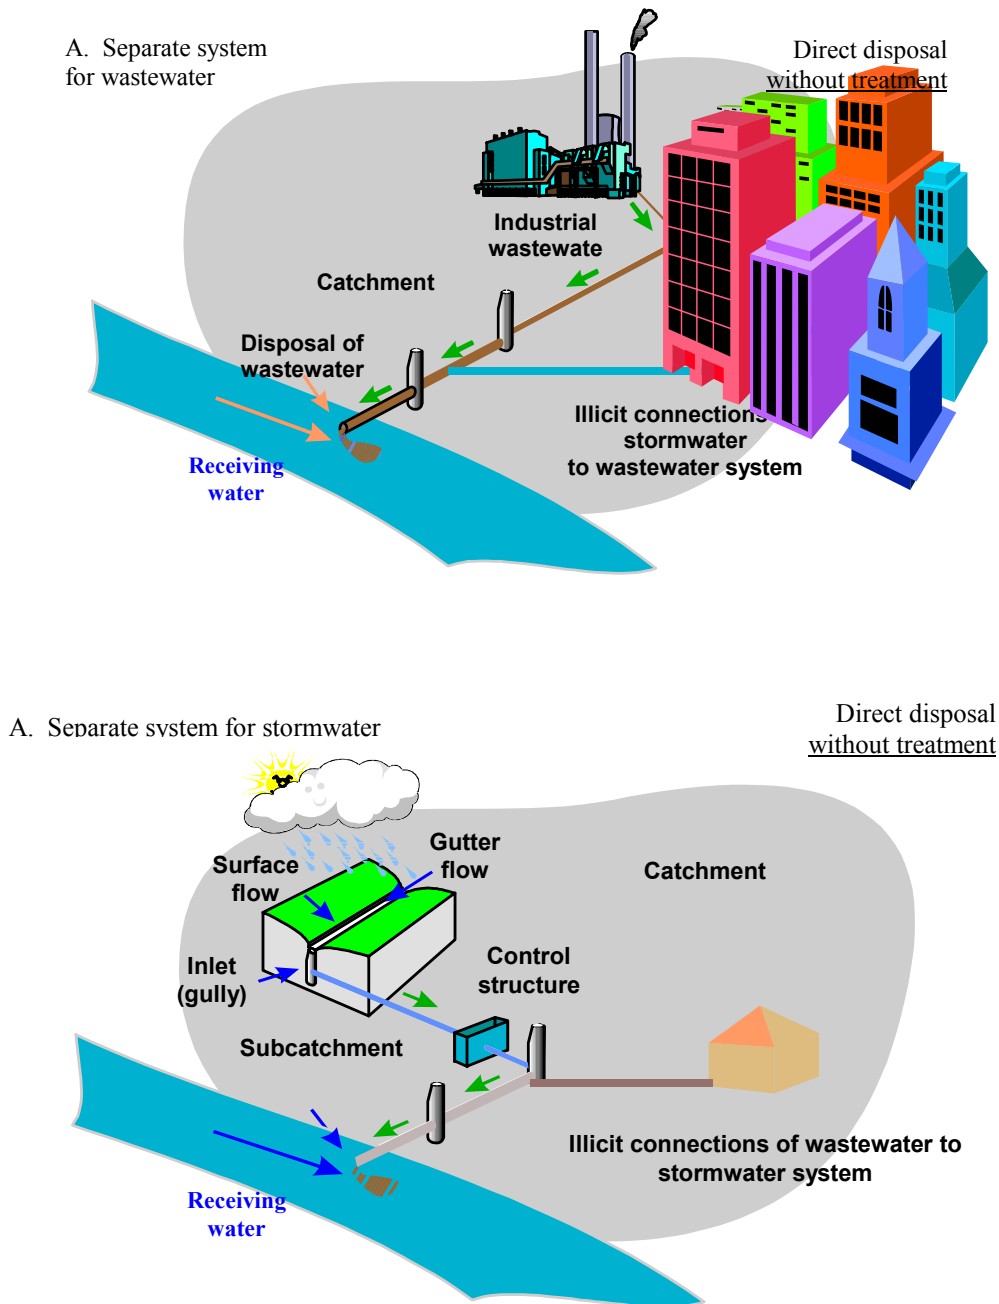 A.  Separate system
for wastewater
Direct disposal
without treatment
Industrial
wastewate
Catchment
Disposal of
wastewater
Illicit connections
stormwater
to wastewater system
Receiving
water
A.  Separate system for stormwater
Direct disposal
without treatment
Gutter
flow
Surface
flow
Catchment
Inlet
(gully)
Control
structure
Subcatchment
Illicit connections of wastewater to
stormwater system
Receiving
water